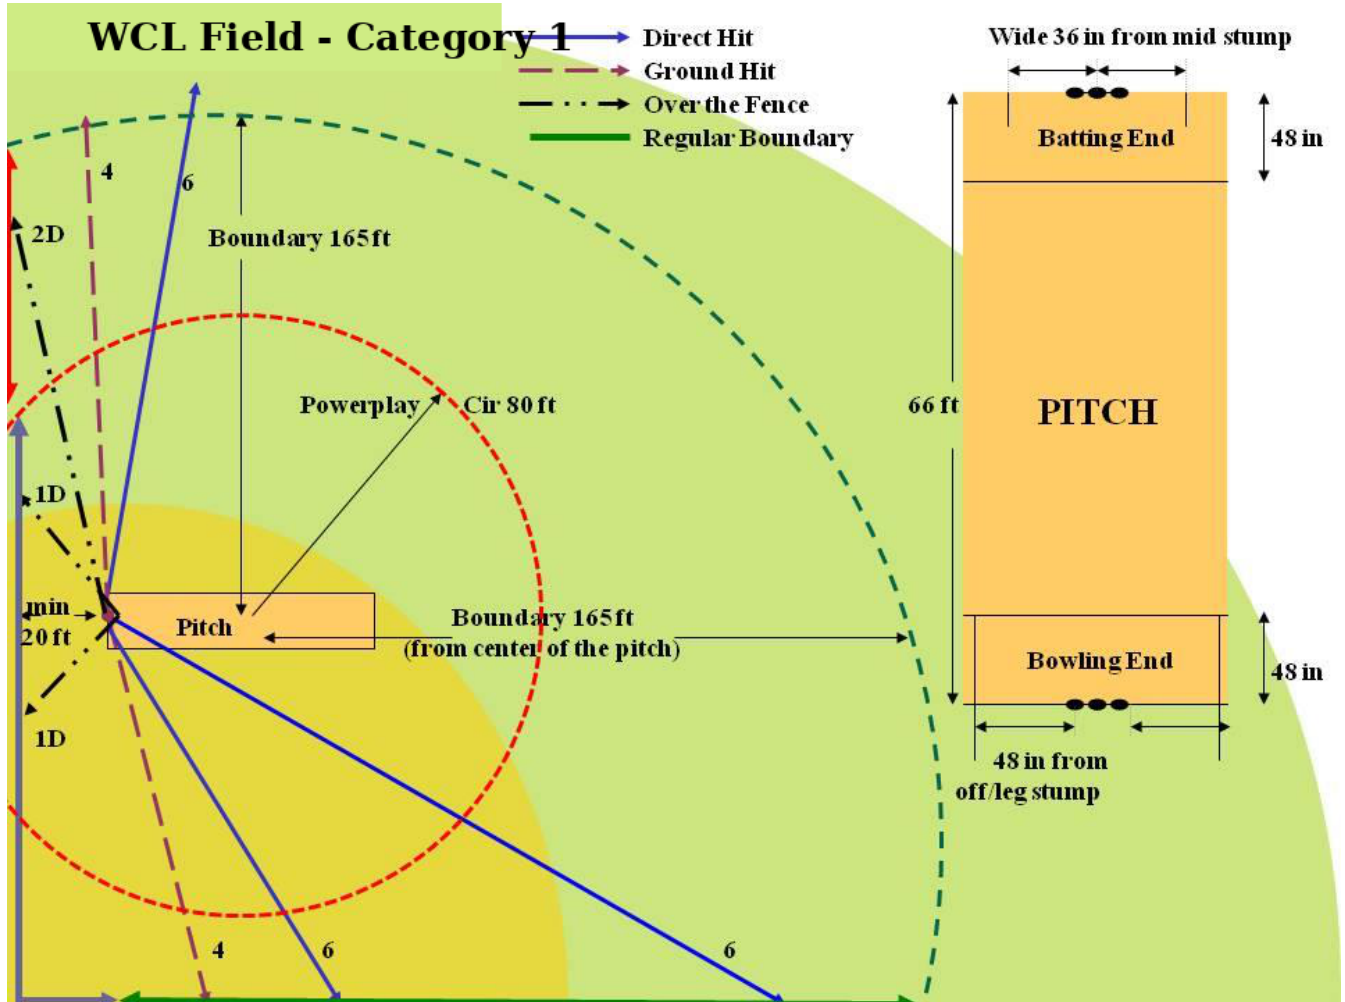 WCL Field - Category 1
Direct Hit
Ground Hit
Over the Fence
Regular Boundary
Wide 36 in from mid stump
Batting End
48 in
4
6
2D
Boundary 165ft
Powerplay
Cir 80 ft
66 ft
PITCH
1D
min
20 ft
Pitch
Boundary 165ft
(from center of the pitch)
Bowling End
48 in
1D
48 in from
off/leg stump
4
6
6